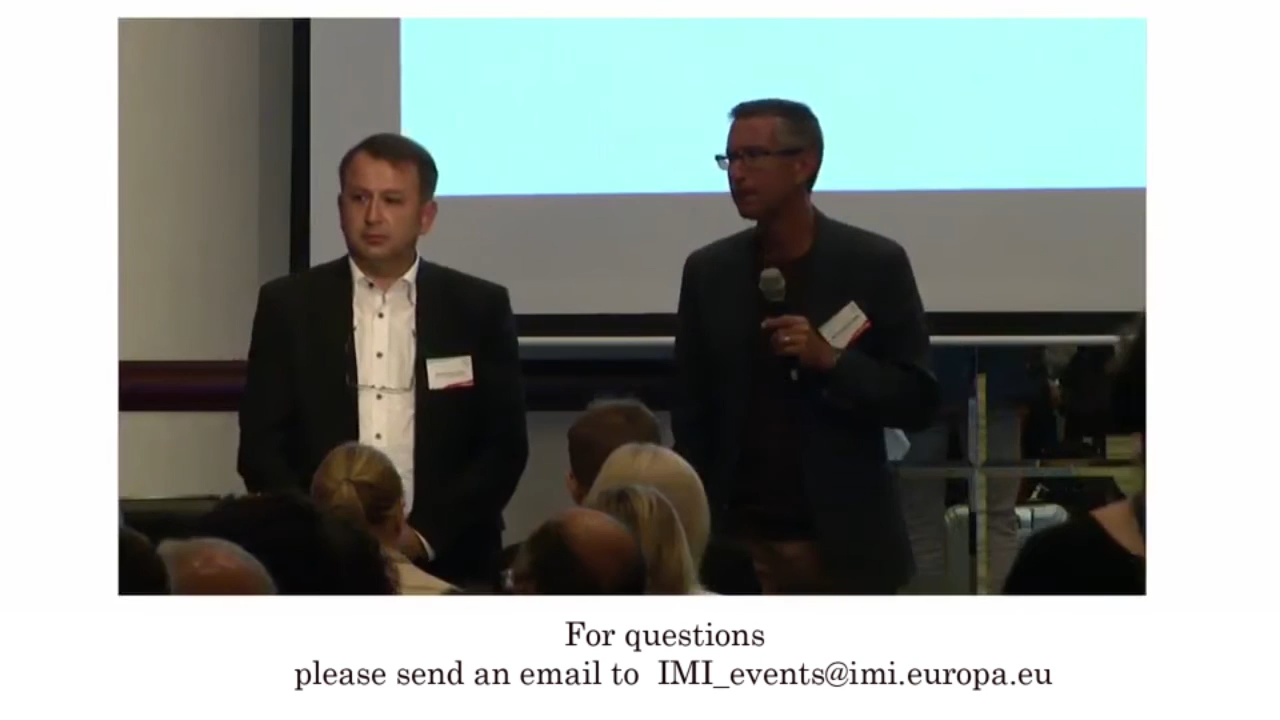 For questions
please send an email to IMI_events@imi.europa.eu